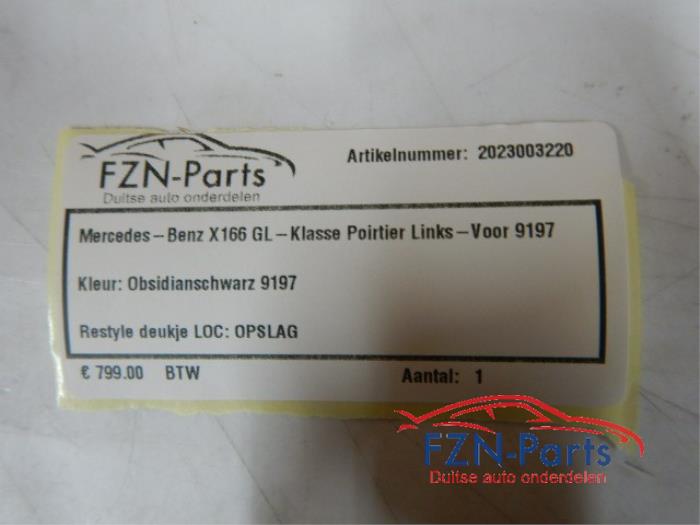 Artikelnummer: 2023003220
FZN-Parts
Duitse auto onderdelen
Mercedes-Benz X166 GL-Klasse Poirtier Links-Voor 9197
Kleur: Obsidianschwarz 9197
Restyle deukje LOC: OPSLAG
€ 799.00 BTW
Aantal: 1
FZN-Parts
Duitse auto onderdelen